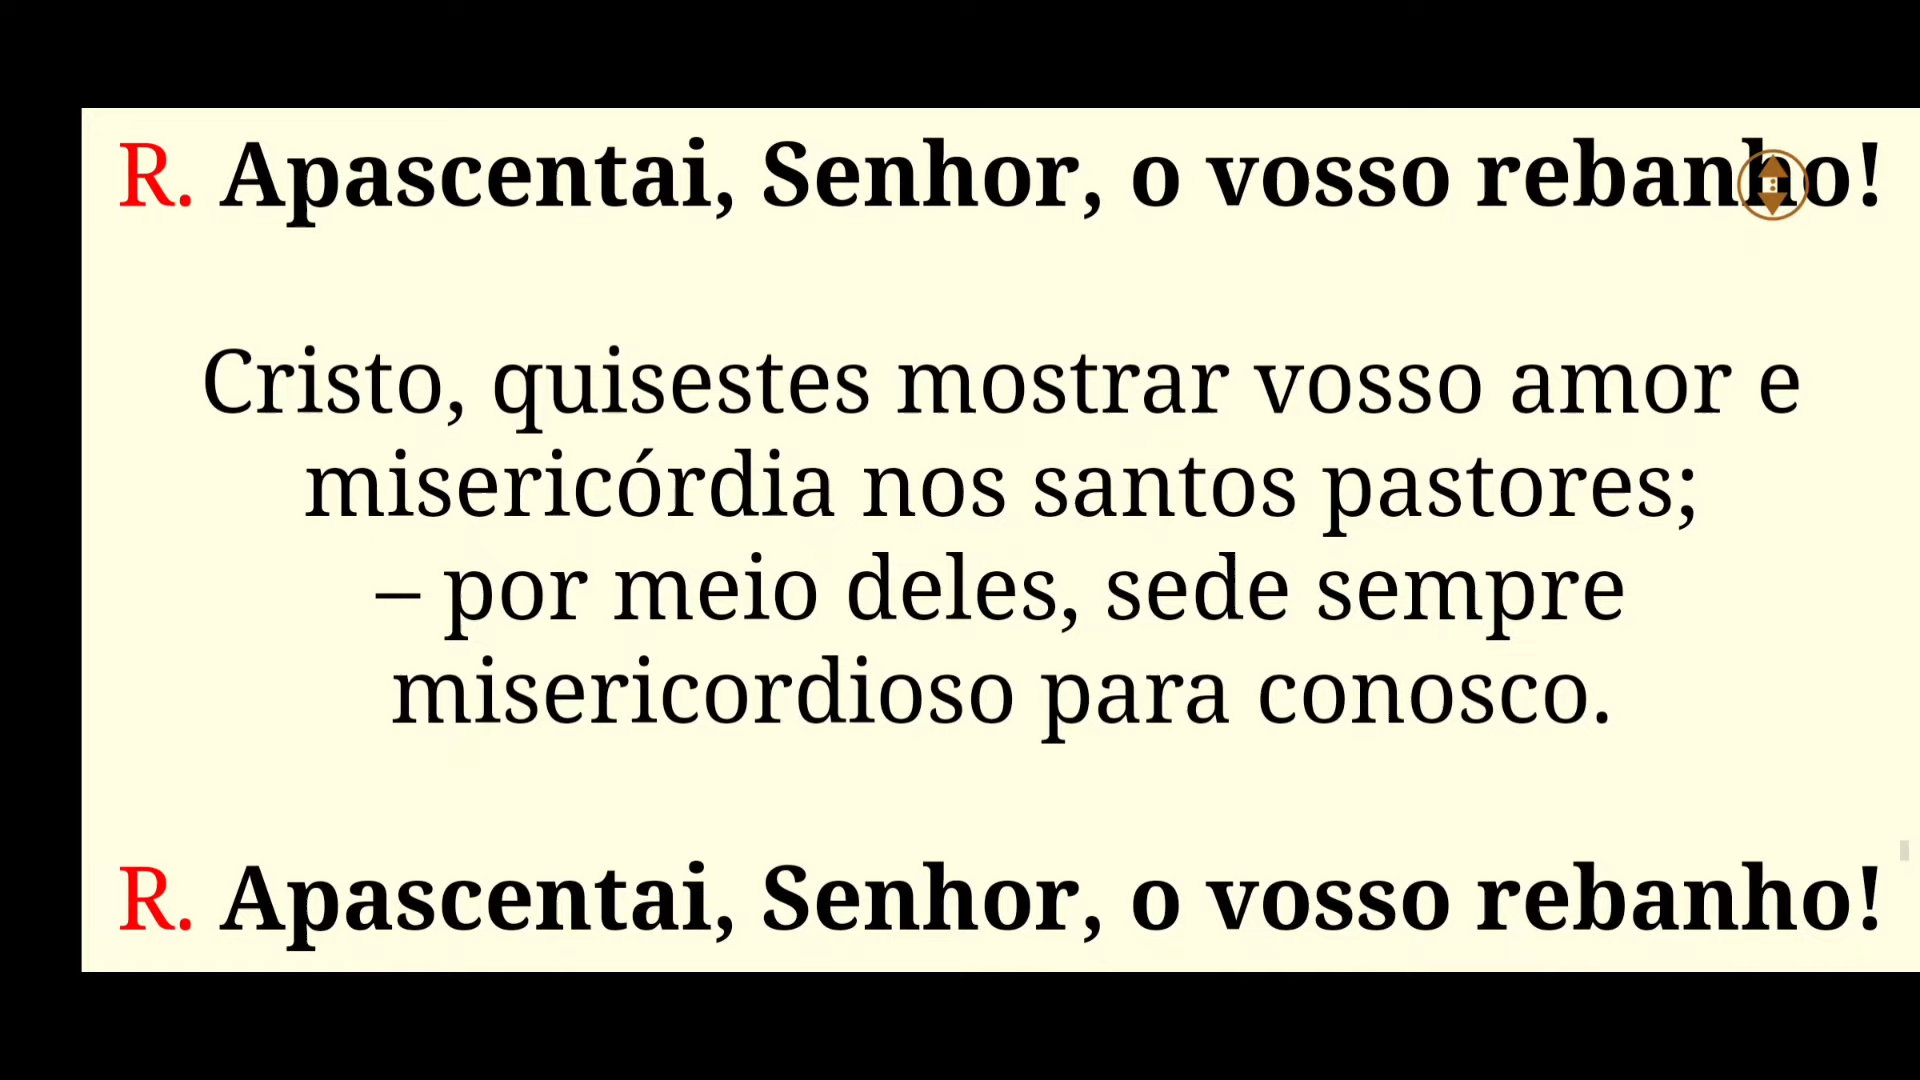 R. Apascentai, Senhor, o vosso rebanho!
Cristo, quisestes mostrar vosso amor e
misericórdia nos santos pastores;
– por meio deles, sede sempre
misericordioso para conosco.
R. Apascentai, Senhor, o vosso rebanho!